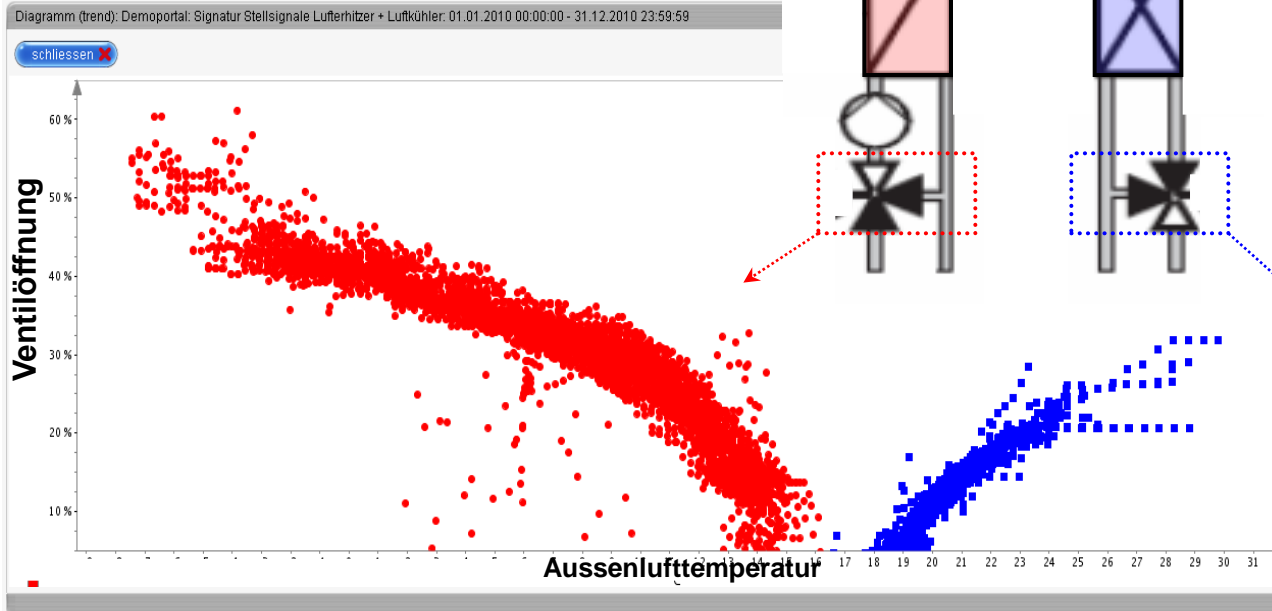 Diagramm (trend): Demoportal: Signatur Stellsignale Lufterhitzer + Luftkühler: 01.01.2010 00:00:00 - 31.12.2010 23:59:59
schliessen
Ventilöffnung
60 %
50 %
40 %
30 %
20 %
10 %
17 18 19 20 21 22 23 24 25 26 27 28 29 30 31
Aussenlufttemperatur